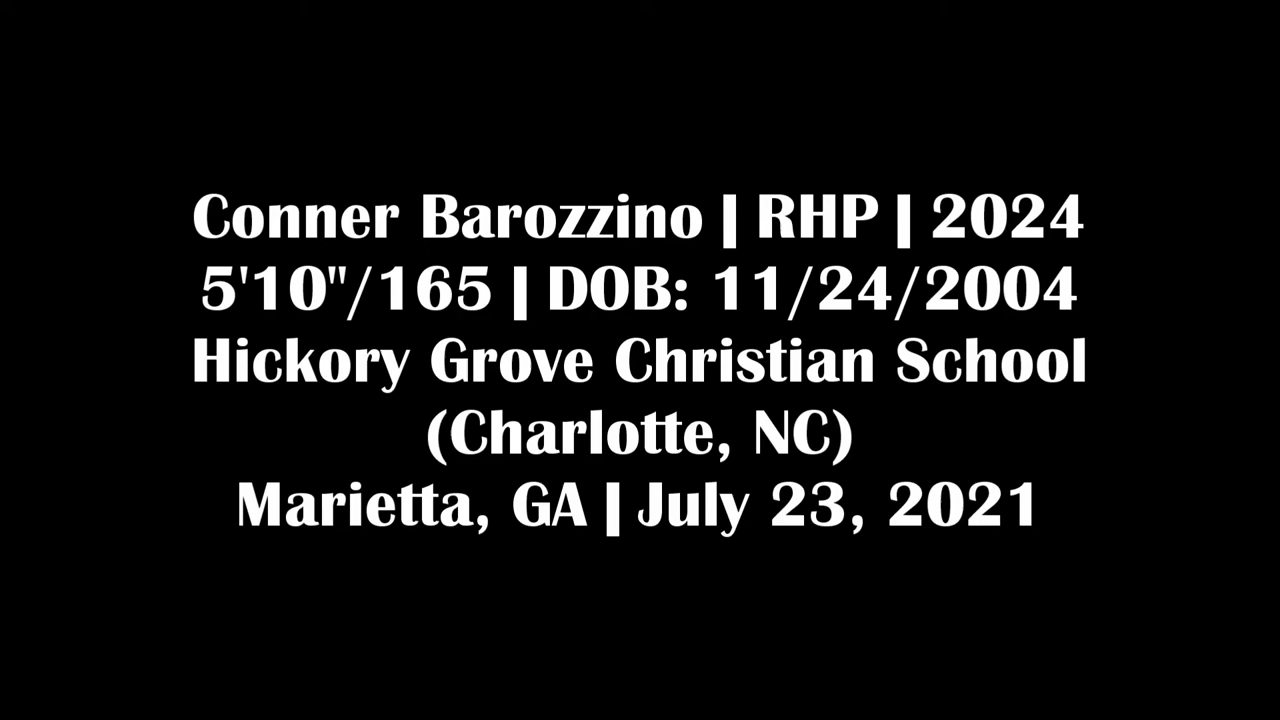 Conner Barozzino | RHP | 2024
5'10"/165 | DOB: 11/24/2004
Hickory Grove Christian School
(Charlotte, NC)
Marietta, GA | July 23, 2021